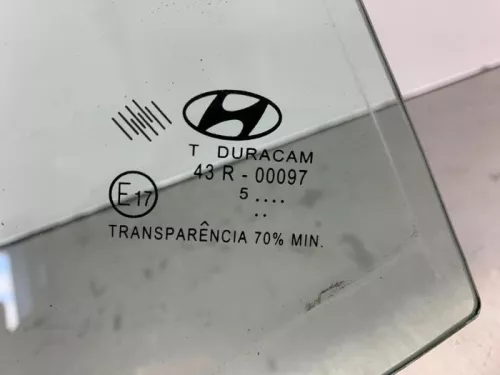 T DURACAM
43 R - 00097
E17
5 ....
..
TRANSPARÊNCIA 70% MIN.